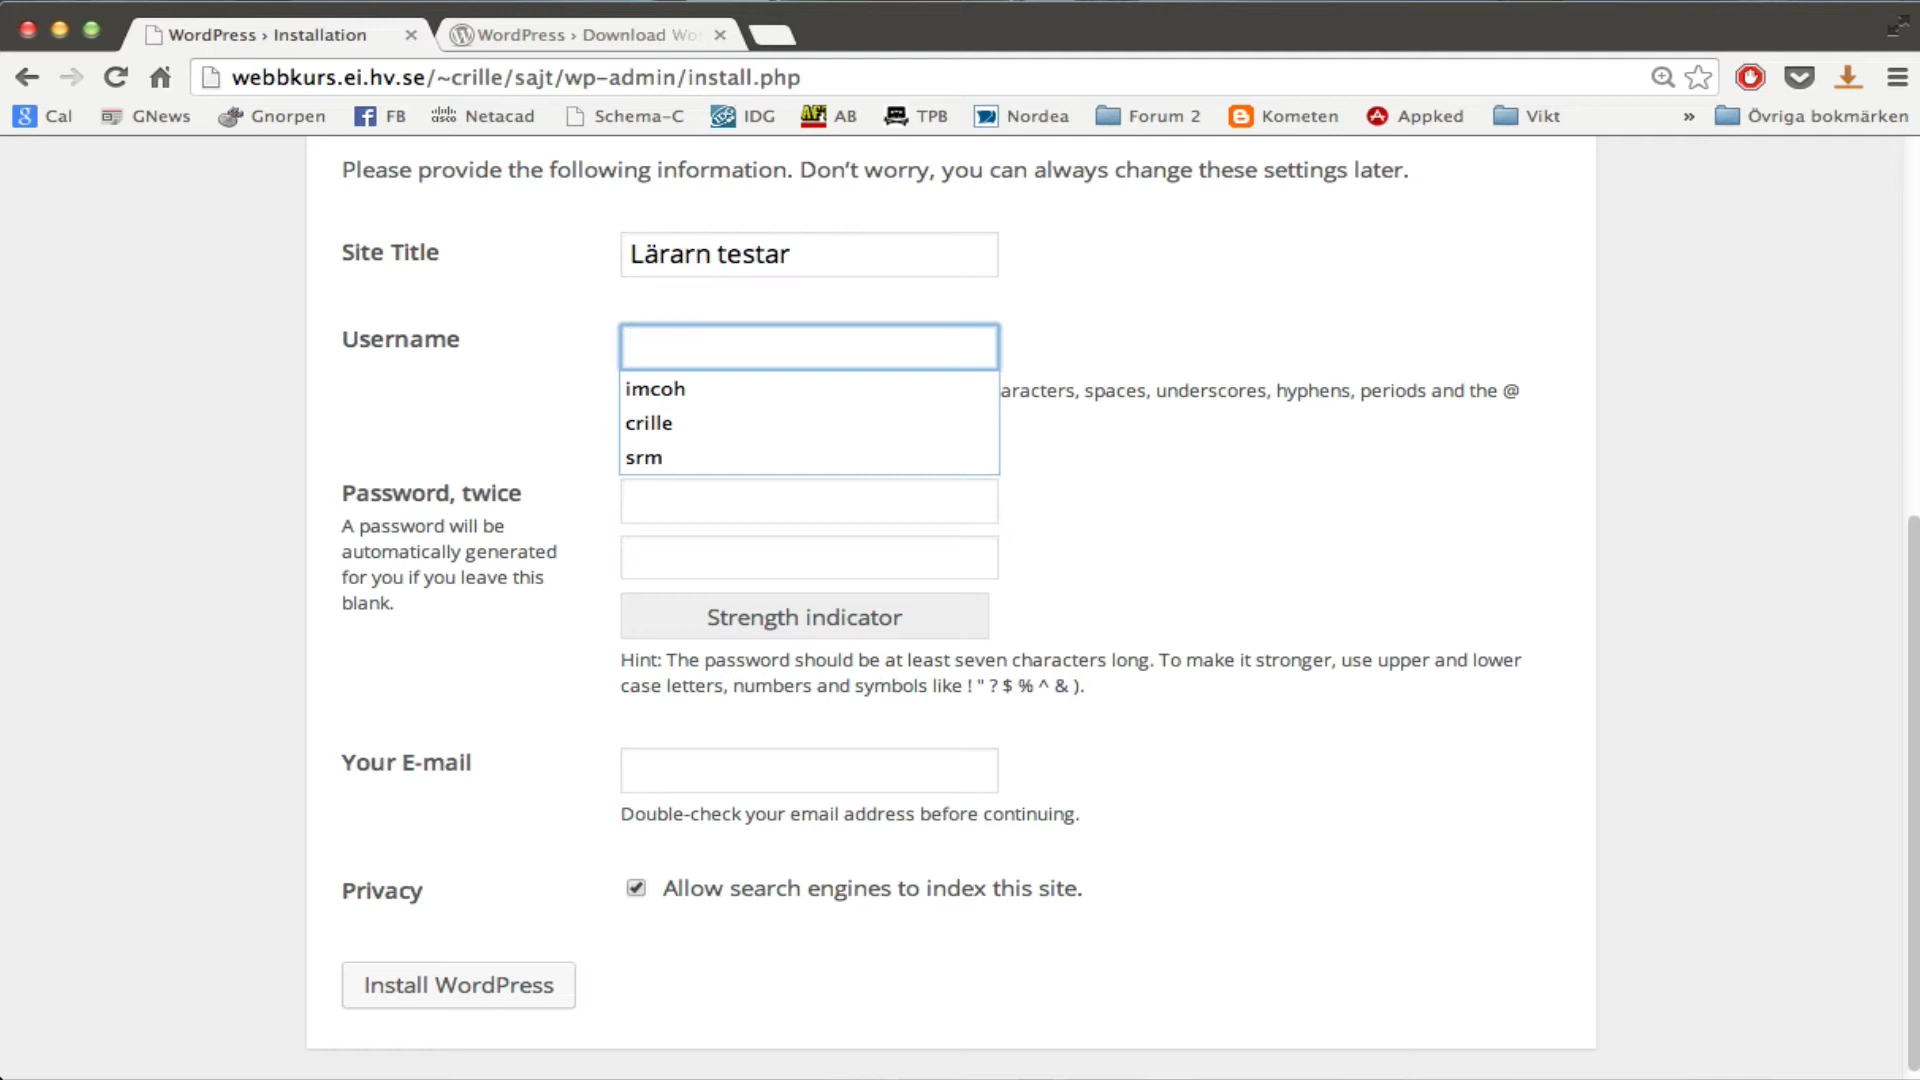 WordPress › Installation
WordPress › Download Wo
webbkurs.ei.hv.se/~crille/sajt/wp-admin/install.php
Cal GNews Gnorpen FB Netacad Schema-C IDG AB TPB Nordea Forum 2 Kometen Appked Vikt » Övriga bokmärken
Please provide the following information. Don’t worry, you can always change these settings later.
Site Title
Lärarn testar
Username
imcoh
aracters, spaces, underscores, hyphens, periods and the @
crille
srm
Password, twice
A password will be
automatically generated
for you if you leave this
blank.
Strength indicator
Hint: The password should be at least seven characters long. To make it stronger, use upper and lower
case letters, numbers and symbols like ! " ? $ % ^ & ).
Your E-mail
Double-check your email address before continuing.
Privacy
Allow search engines to index this site.
Install WordPress